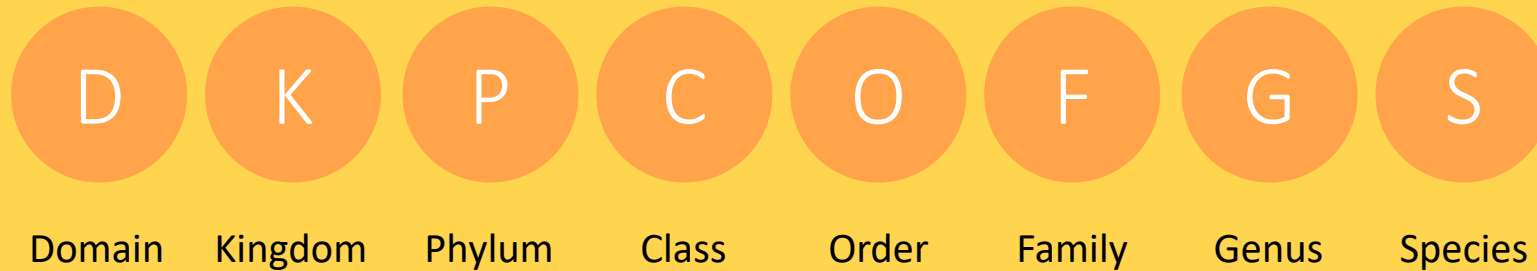 D K P C O F G S
Domain Kingdom Phylum Class Order Family Genus Species